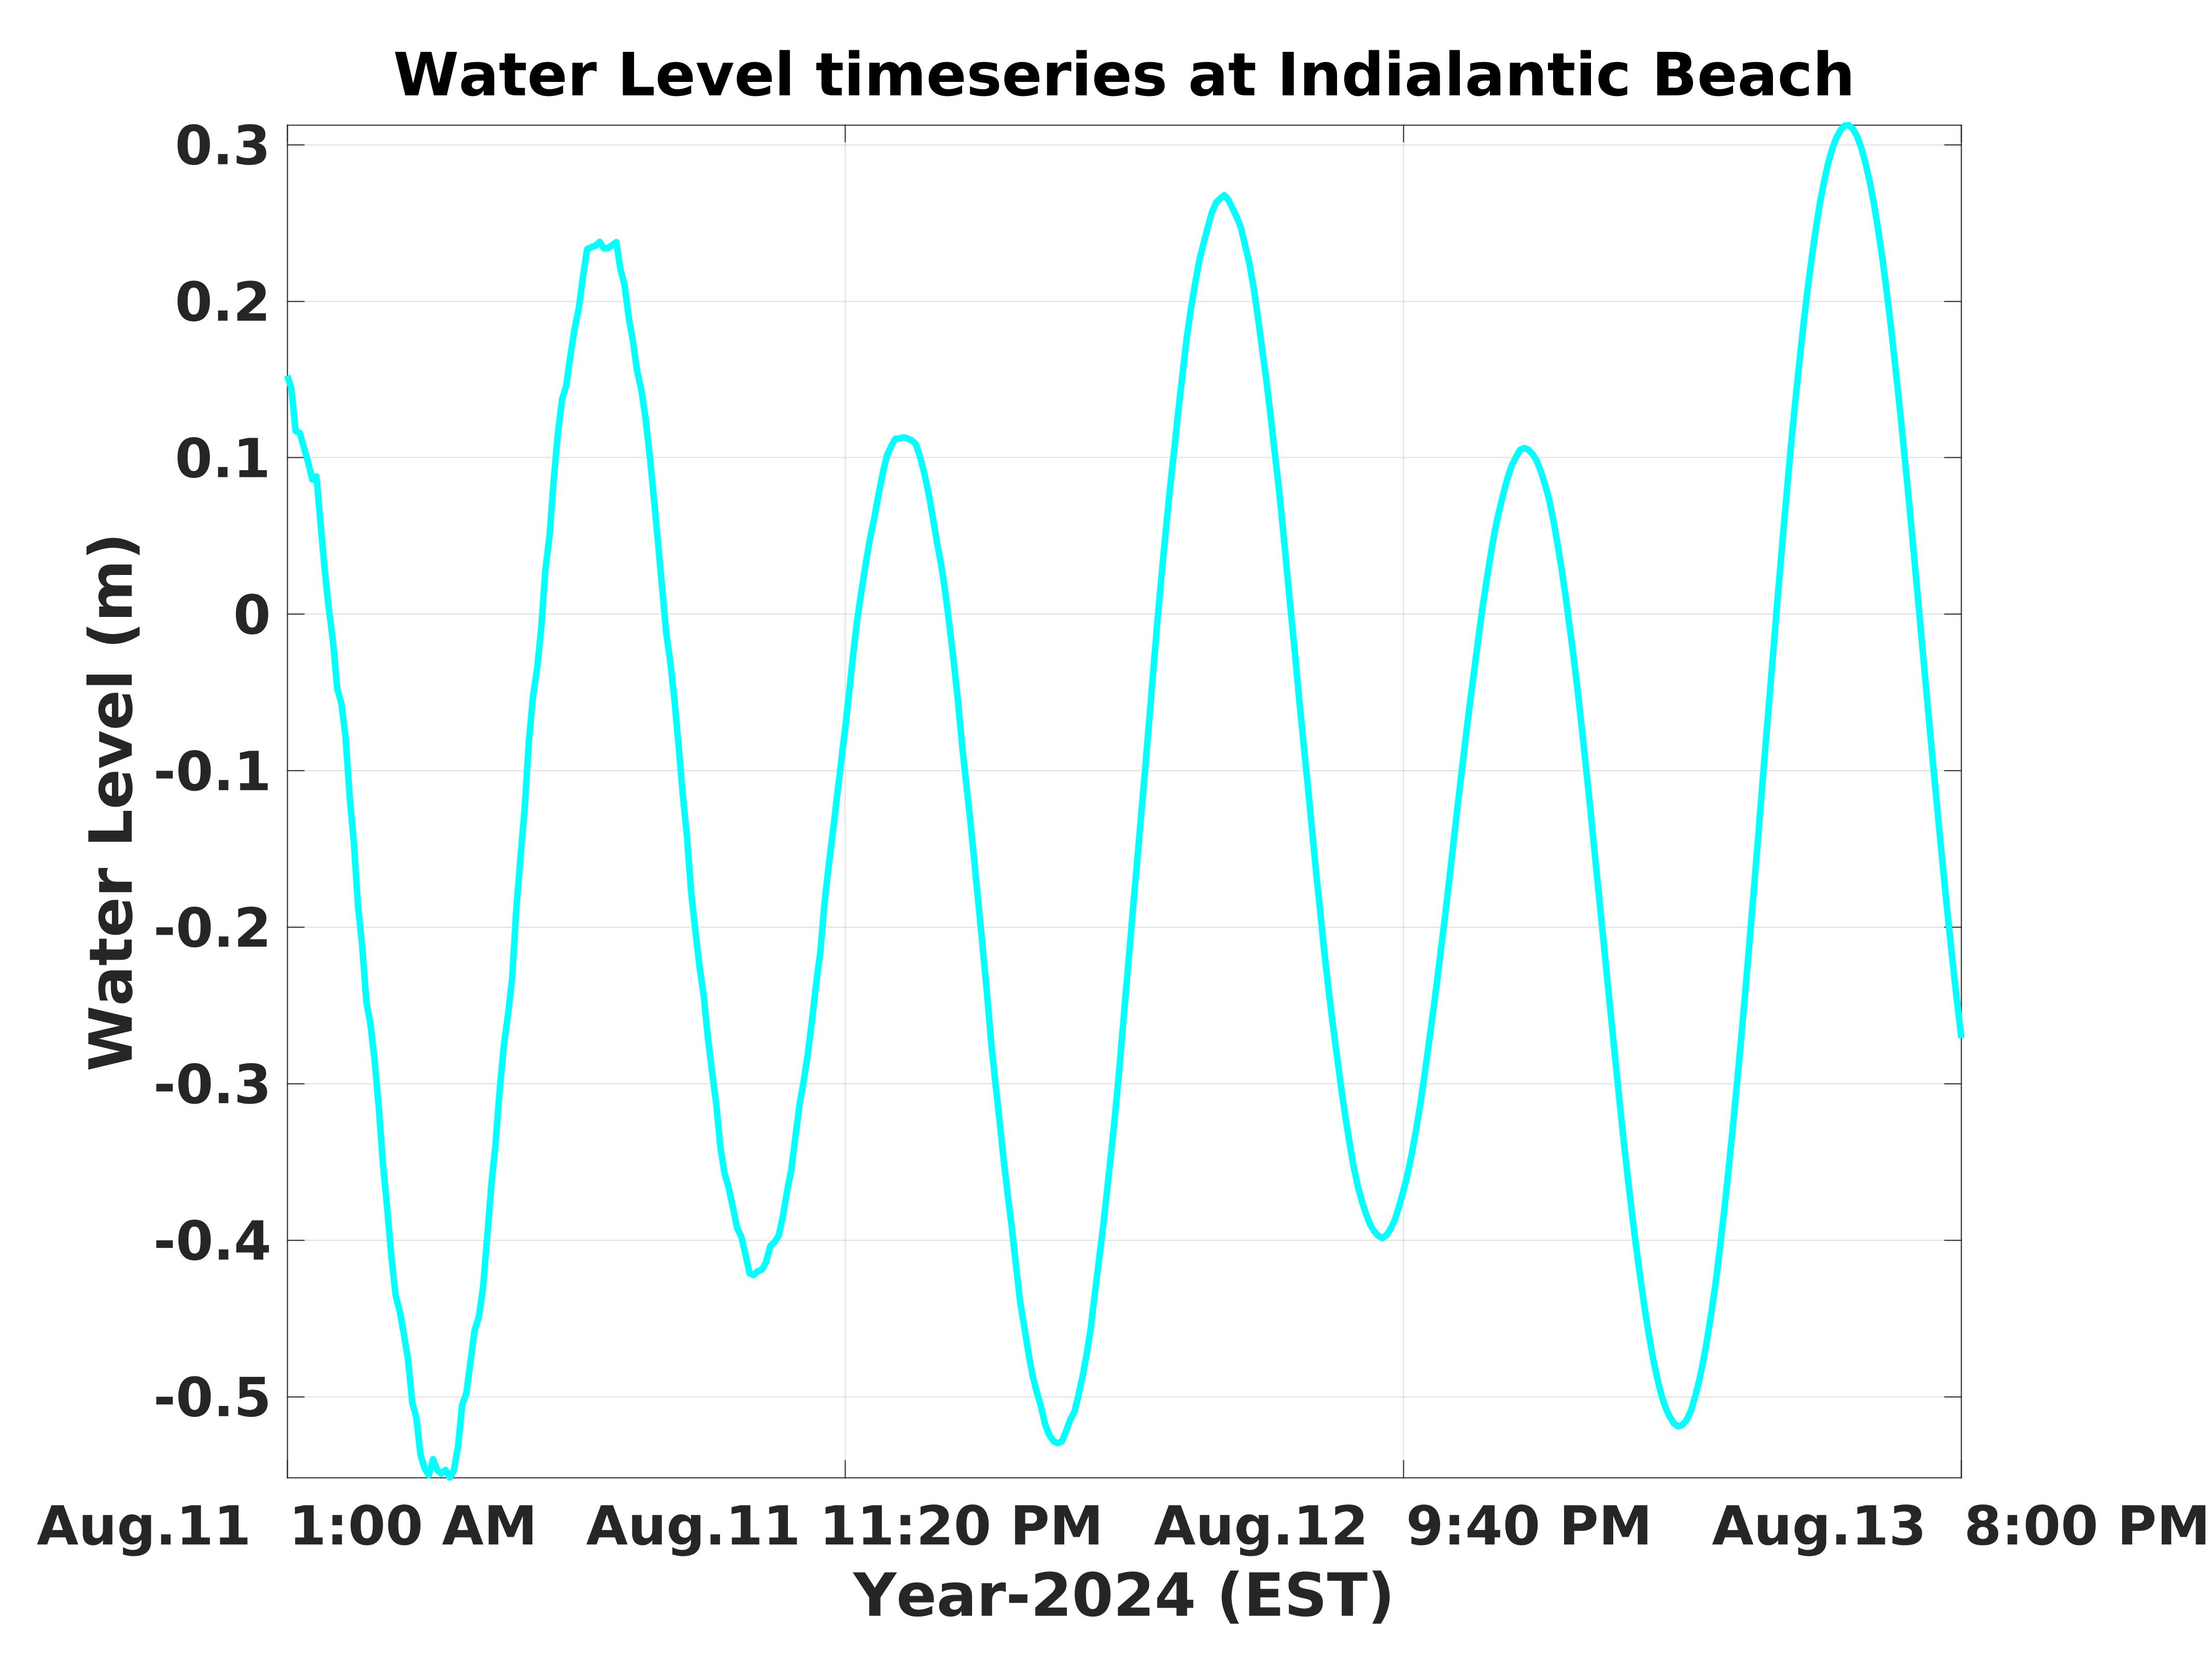 Water Level timeseries at Indialantic Beach
0.3
0.2
0.1
0
-0.1
-0.2
-0.3
-0.4
-0.5
Water Level (m)
Aug.11 1:00 AM Aug.11 11:20 PM Aug.12 9:40 PM Aug.13 8:00 PM
Year-2024 (EST)